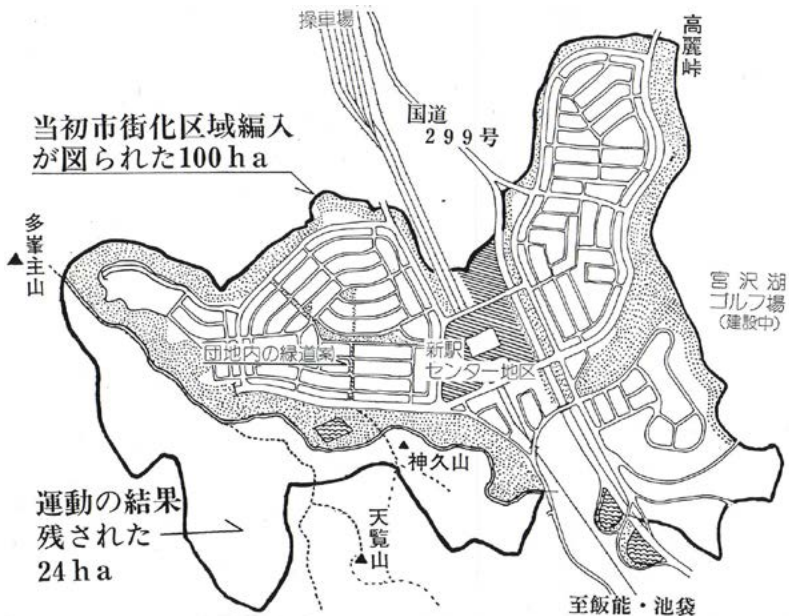 操車場
高麗峠
国道
299号
当初市街化区域編入
が図られた100ha
多峯主山
宮沢湖
ゴルフ場
(建設中)
団地内の緑道案
新駅
センター地区
神久山
運動の結果
残された
24ha
天覧山
至飯能・池袋